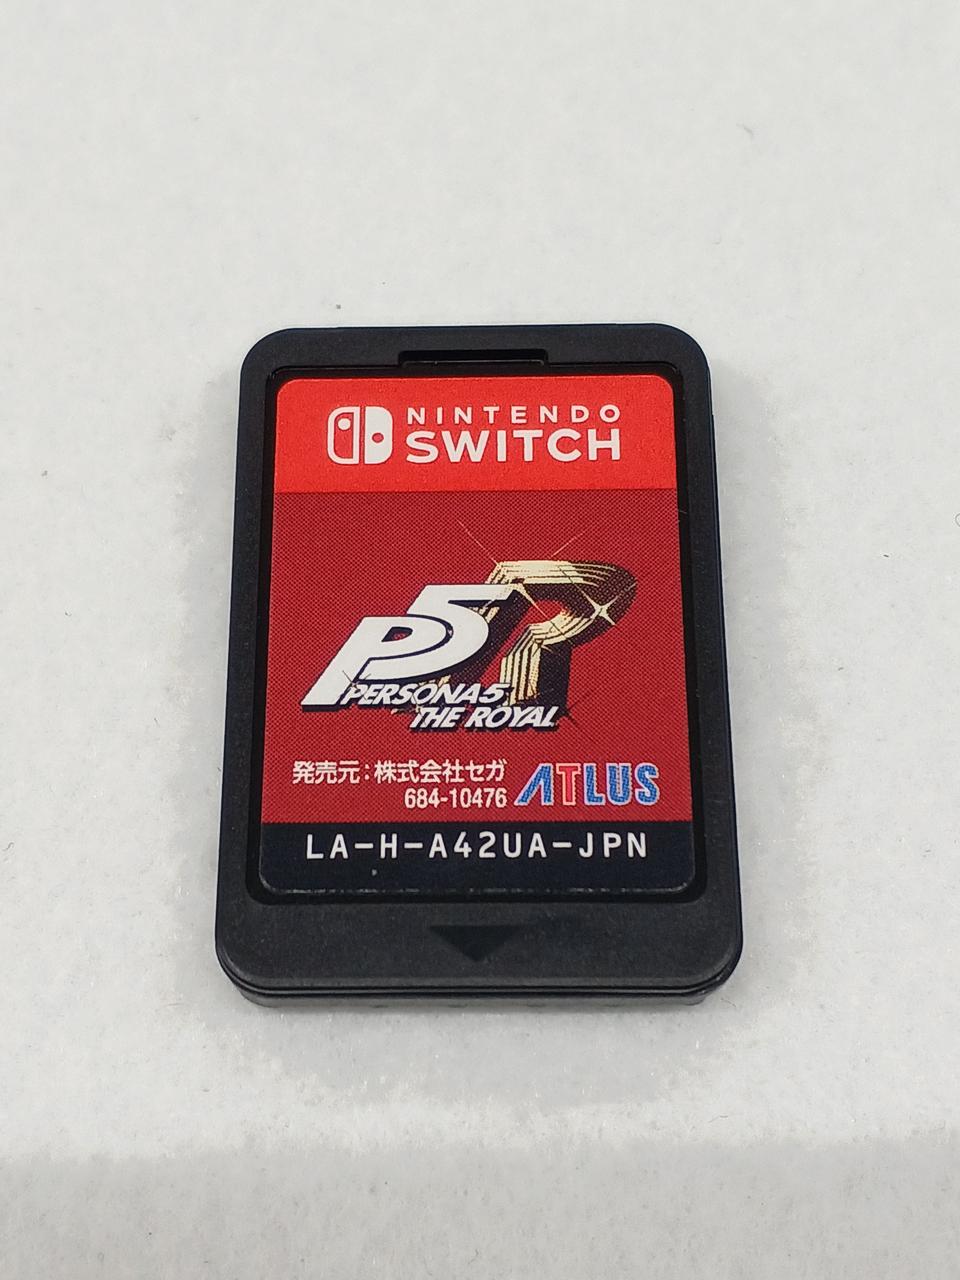 NINTENDO
SWITCH
P5R
PERSONA5
THE ROYAL
発売元:株式会社セガ
684-10476 ATLUS
LA-H-A42UA-JPN